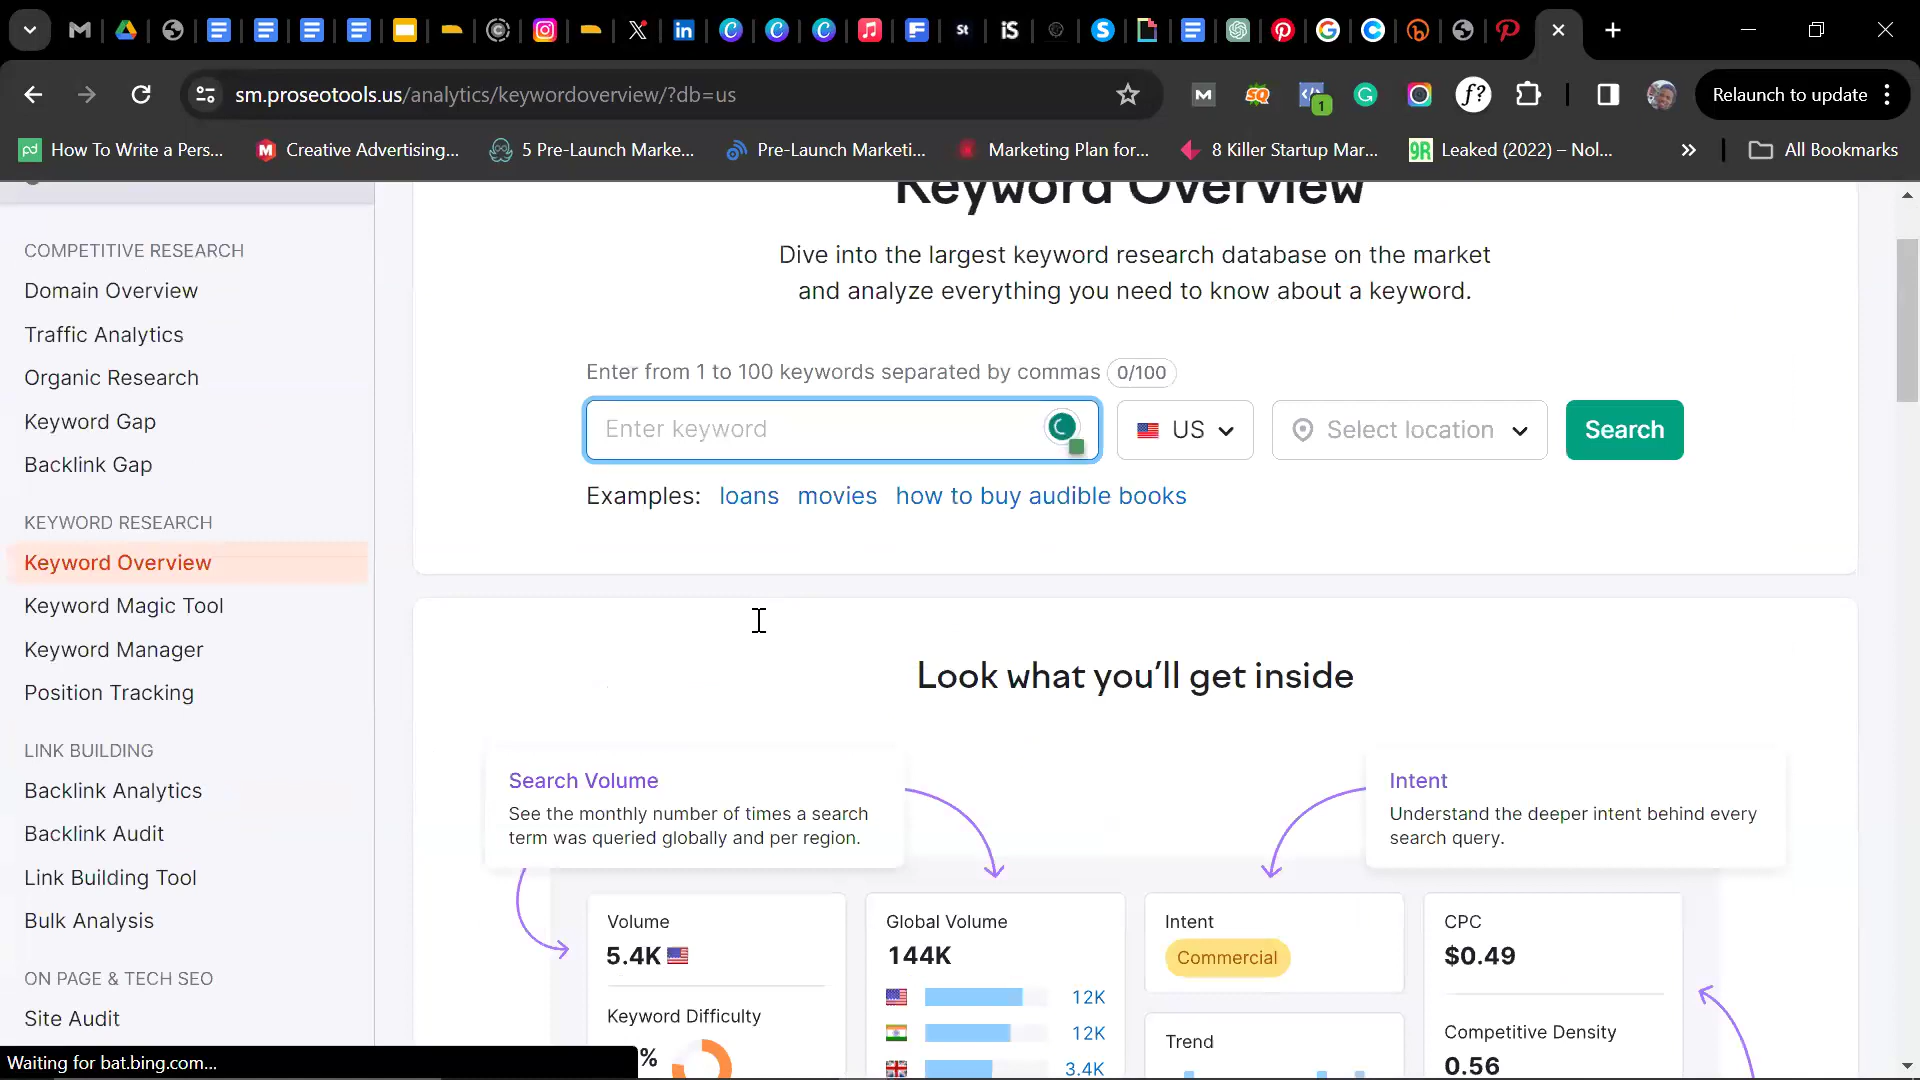 sm.proseotools.us/analytics/keywordoverview/?db=us
1
f?
Relaunch to update
How To Write a Pers...
Creative Advertising...
5 Pre-Launch Marke...
Pre-Launch Marketi...
Marketing Plan for...
8 Killer Startup Mar...
Leaked (2022) – Nol...
All Bookmarks
COMPETITIVE RESEARCH
Domain Overview
Traffic Analytics
Organic Research
Keyword Gap
Backlink Gap
KEYWORD RESEARCH
Keyword Overview
Keyword Magic Tool
Keyword Manager
Position Tracking
LINK BUILDING
Backlink Analytics
Backlink Audit
Link Building Tool
Bulk Analysis
ON PAGE & TECH SEO
Site Audit
Waiting for bat.bing.com...
Keyword Overview
Dive into the largest keyword research database on the market
and analyze everything you need to know about a keyword.
Enter from 1 to 100 keywords separated by commas 0/100
Enter keyword
US
Select location
Search
Examples: loans movies how to buy audible books
Look what you’ll get inside
Search Volume
See the monthly number of times a search
term was queried globally and per region.
Intent
Understand the deeper intent behind every
search query.
Volume
5.4K
Keyword Difficulty
%
Global Volume
144K
12K
12K
3.4K
Intent
Commercial
Trend
CPC
$0.49
Competitive Density
0.56